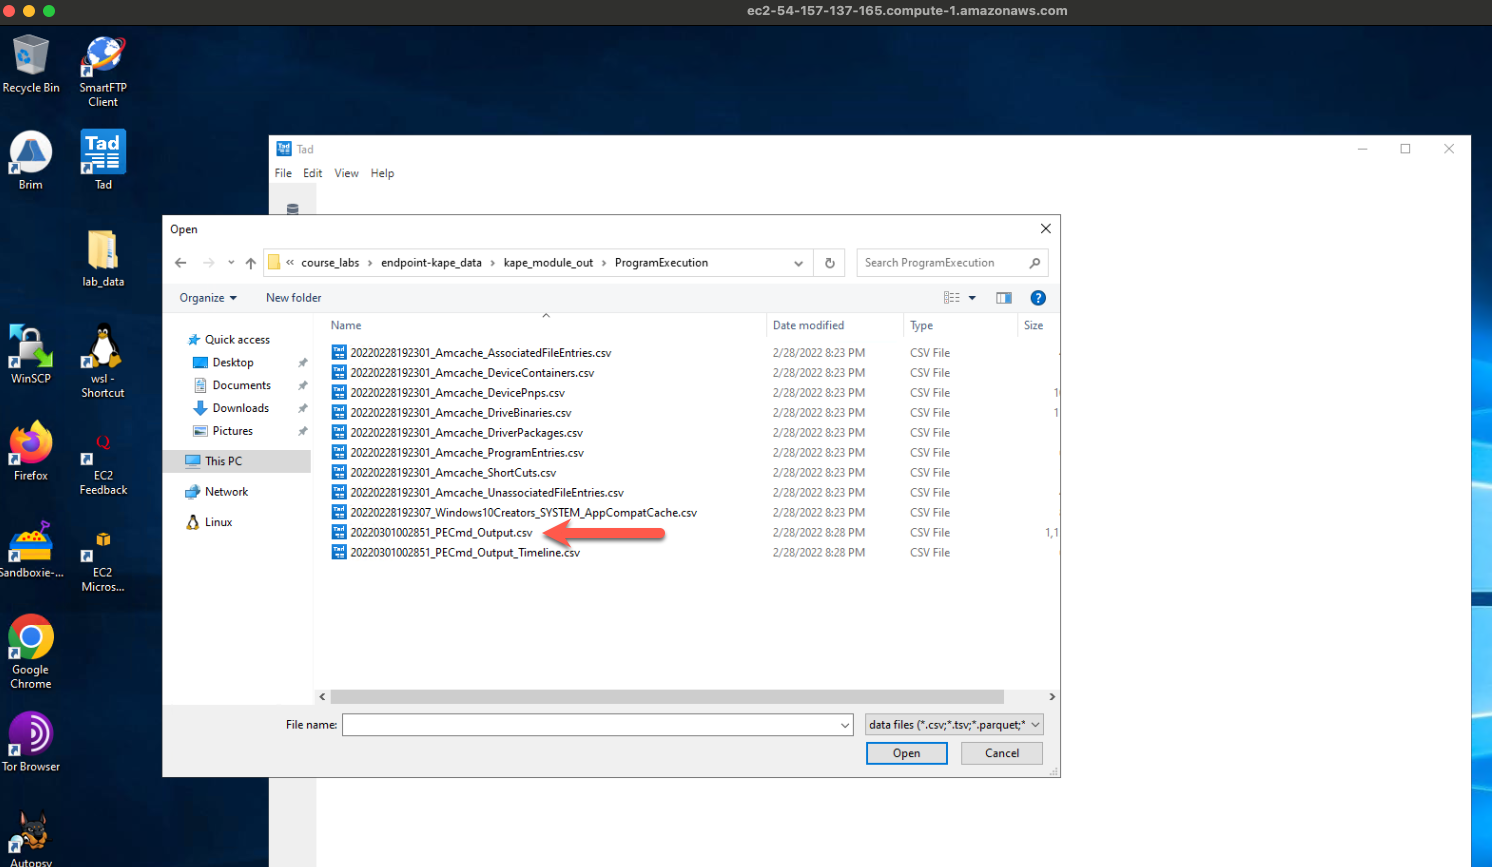 ec2-54-157-137-165.compute-1.amazonaws.com
Recycle Bin
SmartFTP
Client
Brim
Tad
Tad
lab_data
WinSCP
wsl -
Shortcut
Firefox
EC2
Feedback
Sandboxie-...
EC2
Micros...
Google
Chrome
Tor Browser
Autopsy
Tad
File Edit View Help
Open
« course_labs › endpoint-kape_data › kape_module_out › ProgramExecution
Search ProgramExecution
Organize New folder
Quick access
Desktop
Documents
Downloads
Pictures
This PC
Network
Linux
Name Date modified Type Size
20220228192301_Amcache_AssociatedFileEntries.csv 2/28/2022 8:23 PM CSV File
20220228192301_Amcache_DeviceContainers.csv 2/28/2022 8:23 PM CSV File
20220228192301_Amcache_DevicePnps.csv 2/28/2022 8:23 PM CSV File
20220228192301_Amcache_DriveBinaries.csv 2/28/2022 8:23 PM CSV File 1
20220228192301_Amcache_DriverPackages.csv 2/28/2022 8:23 PM CSV File
20220228192301_Amcache_ProgramEntries.csv 2/28/2022 8:23 PM CSV File
20220228192301_Amcache_ShortCuts.csv 2/28/2022 8:23 PM CSV File
20220228192301_Amcache_UnassociatedFileEntries.csv 2/28/2022 8:23 PM CSV File
20220228192307_Windows10Creators_SYSTEM_AppCompatCache.csv 2/28/2022 8:23 PM CSV File
20220301002851_PECmd_Output.csv 2/28/2022 8:28 PM CSV File 1,1
20220301002851_PECmd_Output_Timeline.csv 2/28/2022 8:28 PM CSV File
File name:
data files (*.csv;*.tsv;*.parquet;*
Open Cancel